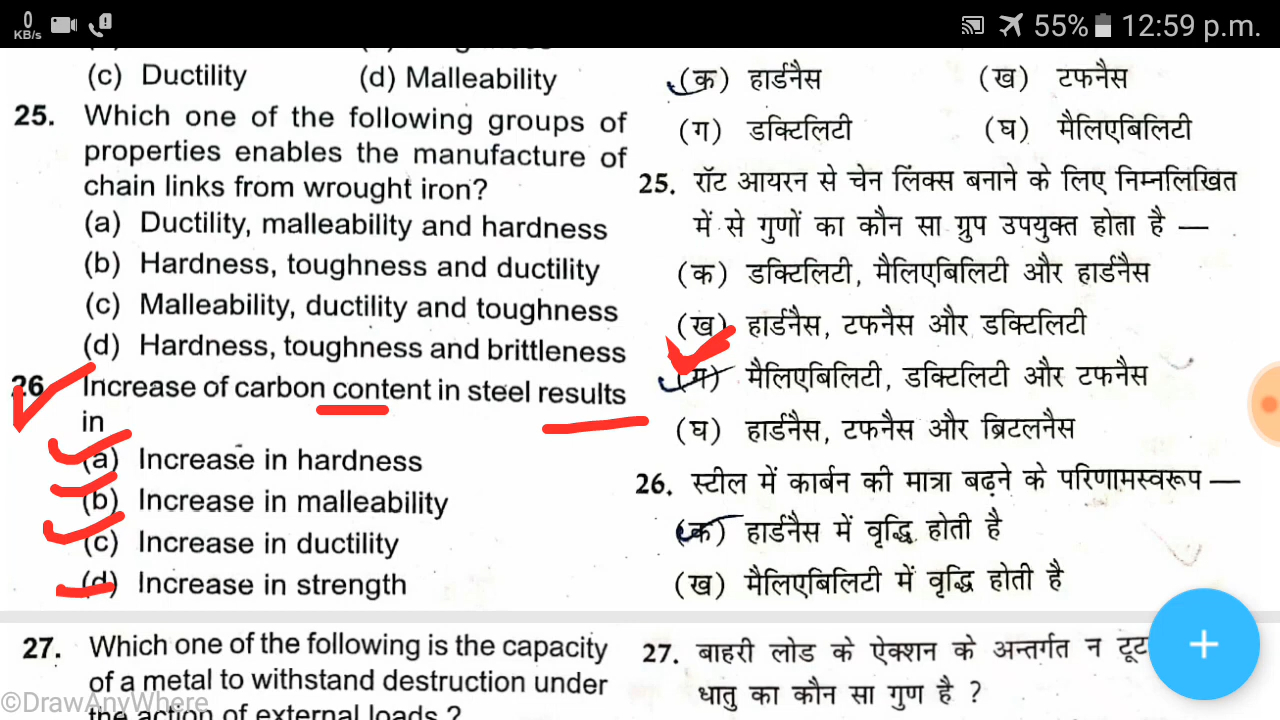 0
KB/s
55%
12:59 p.m.
(c) Ductility (d) Malleability
25. Which one of the following groups of
properties enables the manufacture of
chain links from wrought iron?
(a) Ductility, malleability and hardness
(b) Hardness, toughness and ductility
(c) Malleability, ductility and toughness
(d) Hardness, toughness and brittleness
26 Increase of carbon content in steel results
in
(a) Increase in hardness
(b) Increase in malleability
(c) Increase in ductility
(d) Increase in strength
27. Which one of the following is the capacity
of a metal to withstand destruction under
the action of external loads ?
(क) हार्डनैस (ख) टफनैस
(ग) डक्टिलिटी (घ) मैलिएबिलिटी
25. रॉट आयरन से चेन लिंक्स बनाने के लिए निम्नलिखित
में से गुणों का कौन सा ग्रुप उपयुक्त होता है —
(क) डक्टिलिटी, मैलिएबिलिटी और हार्डनैस
(ख) हार्डनैस, टफनैस और डक्टिलिटी
(ग) मैलिएबिलिटी, डक्टिलिटी और टफनैस
(घ) हार्डनैस, टफनैस और ब्रिटलनैस
26. स्टील में कार्बन की मात्रा बढ़ने के परिणामस्वरूप —
(क) हार्डनैस में वृद्धि होती है
(ख) मैलिएबिलिटी में वृद्धि होती है
27. बाहरी लोड के ऐक्शन के अन्तर्गत न टूट
धातु का कौन सा गुण है ?
©DrawAnyWhere